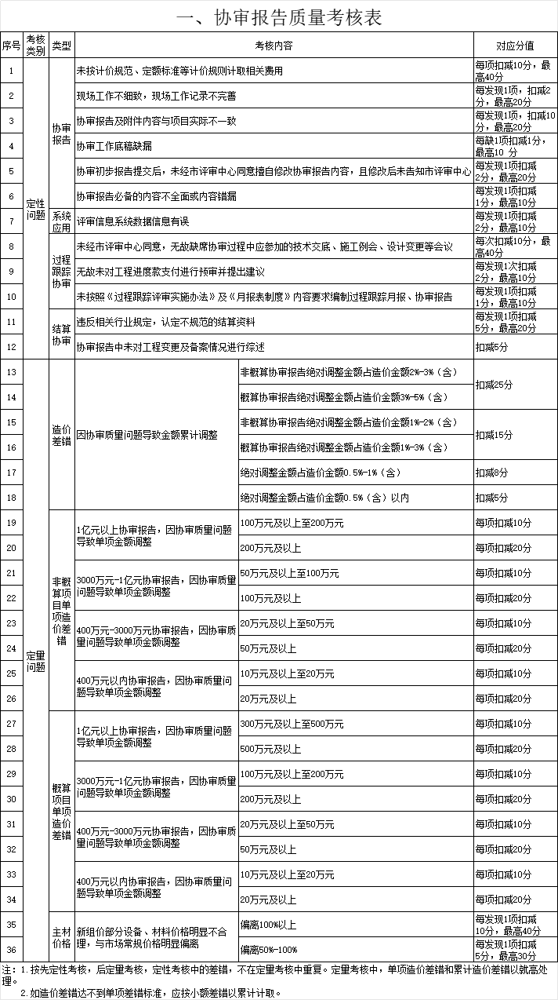 一、协审报告质量考核表
序号 考核类别 类型 考核内容 对应分值
定性问题
协审报告
1 未按计价规范、定额标准等计价规则计取相关费用 每项扣减10分，最高40分
2 现场工作不细致，现场工作记录不完善 每发现1项，扣减2分，最高20分
3 协审报告及附件内容与项目实际不一致 每发现1项，扣减10分，最高20分
4 协审工作底稿缺漏 每缺1项扣减1分，最高10 分
5 协审初步报告提交后，未经市评审中心同意擅自修改协审报告内容，且修改后未告知市评审中心 每发现1项扣减2分，最高20分
6 协审报告必备的内容不全面或内容错漏 每发现1项扣减1分，最高10分
系统应用
7 评审信息系统数据信息有误 每发现1项扣减2分，最高10分
过程跟踪协审
8 未经市评审中心同意，无故缺席协审过程中应参加的技术交底、施工例会、设计变更等会议 每次扣减10分，最高40分
9 无故未对工程进度款支付进行预审并提出建议 每发现1次扣减2分，最高10分
10 未按照《过程跟踪评审实施办法》及《月报表制度》内容要求编制过程跟踪月报、协审报告 每发现1项扣减1分，最高10分
结算协审
11 违反相关行业规定，认定不规范的结算资料 每发现1项扣减5分，最高20分
12 协审报告中未对工程变更及备案情况进行综述 扣减5分
定量问题
造价差错
因协审质量问题导致金额累计调整
13 非概算协审报告绝对调整金额占造价金额2%-3%（含）
扣减25分
14 概算协审报告绝对调整金额占造价金额3%-5%（含）
15 非概算协审报告绝对调整金额占造价金额1%-2%（含）
扣减15分
16 概算协审报告绝对调整金额占造价金额1%-3%（含）
17 绝对调整金额占造价金额0.5%-1%（含） 扣减8分
18 绝对调整金额占造价金额0.5%（含）以内 扣减5分
非概算项目单项造价差错
1亿元以上协审报告，因协审质量问题导致单项金额调整
19 100万元及以上至200万元 每项扣减10分
20 200万元及以上 每项扣减20分
3000万元-1亿元协审报告，因协审质量问题导致单项金额调整
21 50万元及以上至100万元 每项扣减10分
22 100万元及以上 每项扣减20分
400万元-3000万元协审报告，因协审质量问题导致单项金额调整
23 20万元及以上至50万元 每项扣减10分
24 50万元及以上 每项扣减20分
400万元以内协审报告，因协审质量问题导致单项金额调整
25 10万元及以上至20万元 每项扣减10分
26 20万元及以上 每项扣减20分
概算项目单项造价差错
1亿元以上协审报告，因协审质量问题导致单项金额调整
27 300万元及以上至500万元 每项扣减10分
28 500万元及以上 每项扣减20分
3000万元-1亿元协审报告，因协审质量问题导致单项金额调整
29 100万元及以上至200万元 每项扣减10分
30 200万元及以上 每项扣减20分
400万元-3000万元协审报告，因协审质量问题导致单项金额调整
31 20万元及以上至50万元 每项扣减10分
32 50万元及以上 每项扣减20分
400万元以内协审报告，因协审质量问题导致单项金额调整
33 10万元及以上至20万元 每项扣减10分
34 20万元及以上 每项扣减20分
主材价格
新组价部分设备、材料价格明显不合理，与市场常规价格明显偏离
35 偏离100%以上 每发现1项扣减10分，最高40分
36 偏离50%-100% 每发现1项扣减5分，最高30分
注：1.按先定性考核，后定量考核，定性考核中的差错，不在定量考核中重复。定量考核中，单项造价差错和累计造价差错以就高处
理。
2.如造价差错达不到单项差错标准，应按小额差错以累计计取。